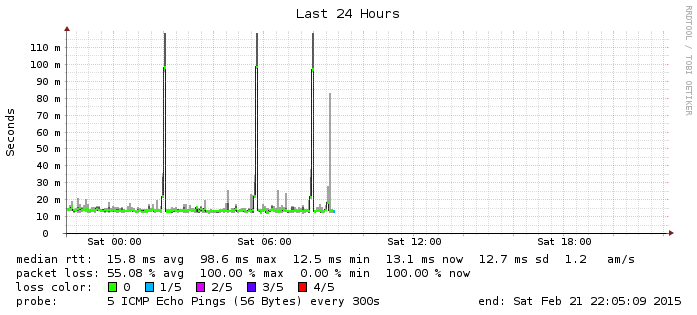 Last 24 Hours
RRDTOOL / TOBI OETIKER
Seconds
110 m
100 m
90 m
80 m
70 m
60 m
50 m
40 m
30 m
20 m
10 m
0
Sat 00:00 Sat 06:00 Sat 12:00 Sat 18:00
median rtt: 15.8 ms avg 98.6 ms max 12.5 ms min 13.1 ms now 12.7 ms sd 1.2 am/s
packet loss: 55.08 % avg 100.00 % max 0.00 % min 100.00 % now
loss color: 0 1/5 2/5 3/5 4/5
probe: 5 ICMP Echo Pings (56 Bytes) every 300s end: Sat Feb 21 22:05:09 2015